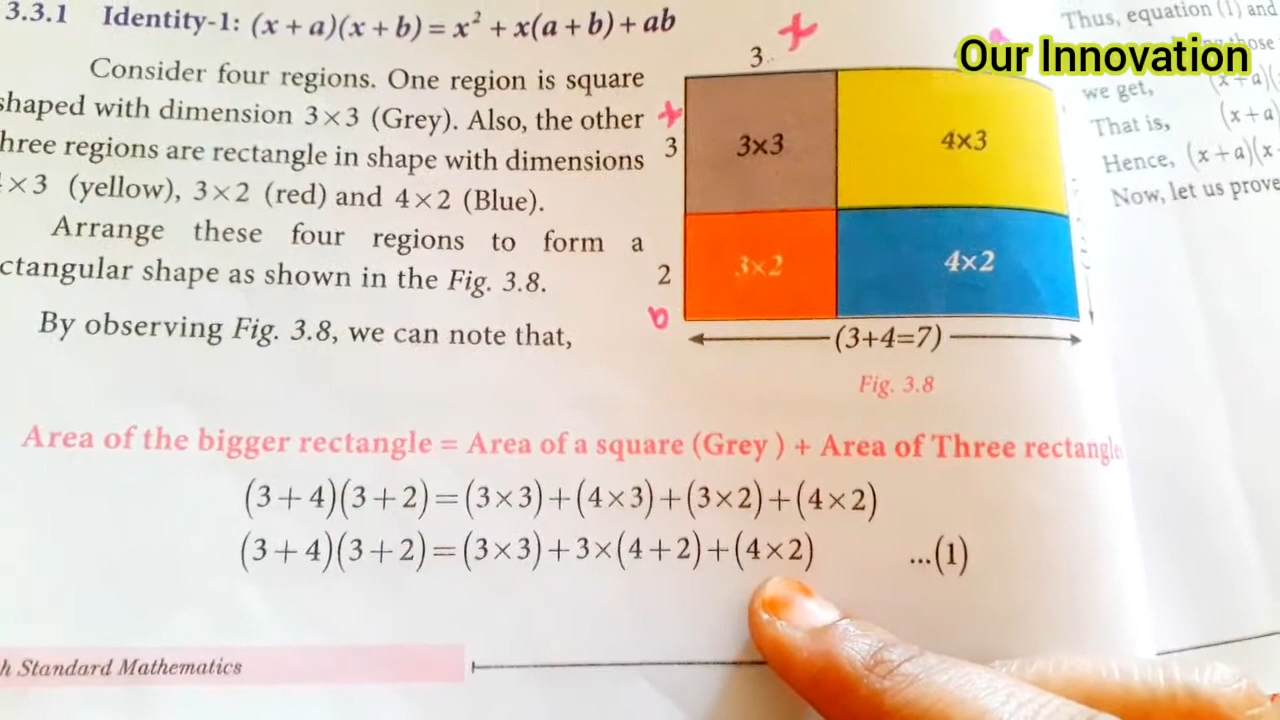 3.3.1 Identity-1: (x + a)(x + b) = x² + x(a + b) + ab
Consider four regions. One region is square
shaped with dimension 3×3 (Grey). Also, the other
three regions are rectangle in shape with dimensions
×3 (yellow), 3×2 (red) and 4×2 (Blue).
Arrange these four regions to form a
ctangular shape as shown in the Fig. 3.8.
By observing Fig. 3.8, we can note that,
3
3
3×3
4×3
2
3×2
4×2
b
(3+4=7)
Fig. 3.8
Area of the bigger rectangle = Area of a square (Grey ) + Area of Three rectangle
(3+4)(3+2)=(3×3)+(4×3)+(3×2)+(4×2)
(3+4)(3+2)=(3×3)+3×(4+2)+(4×2) ...(1)
h Standard Mathematics
Our Innovation
Thus, equation (1) and
those
we get, (x+a)(
That is, (x+a)
Hence, (x+a)(x
Now, let us prove